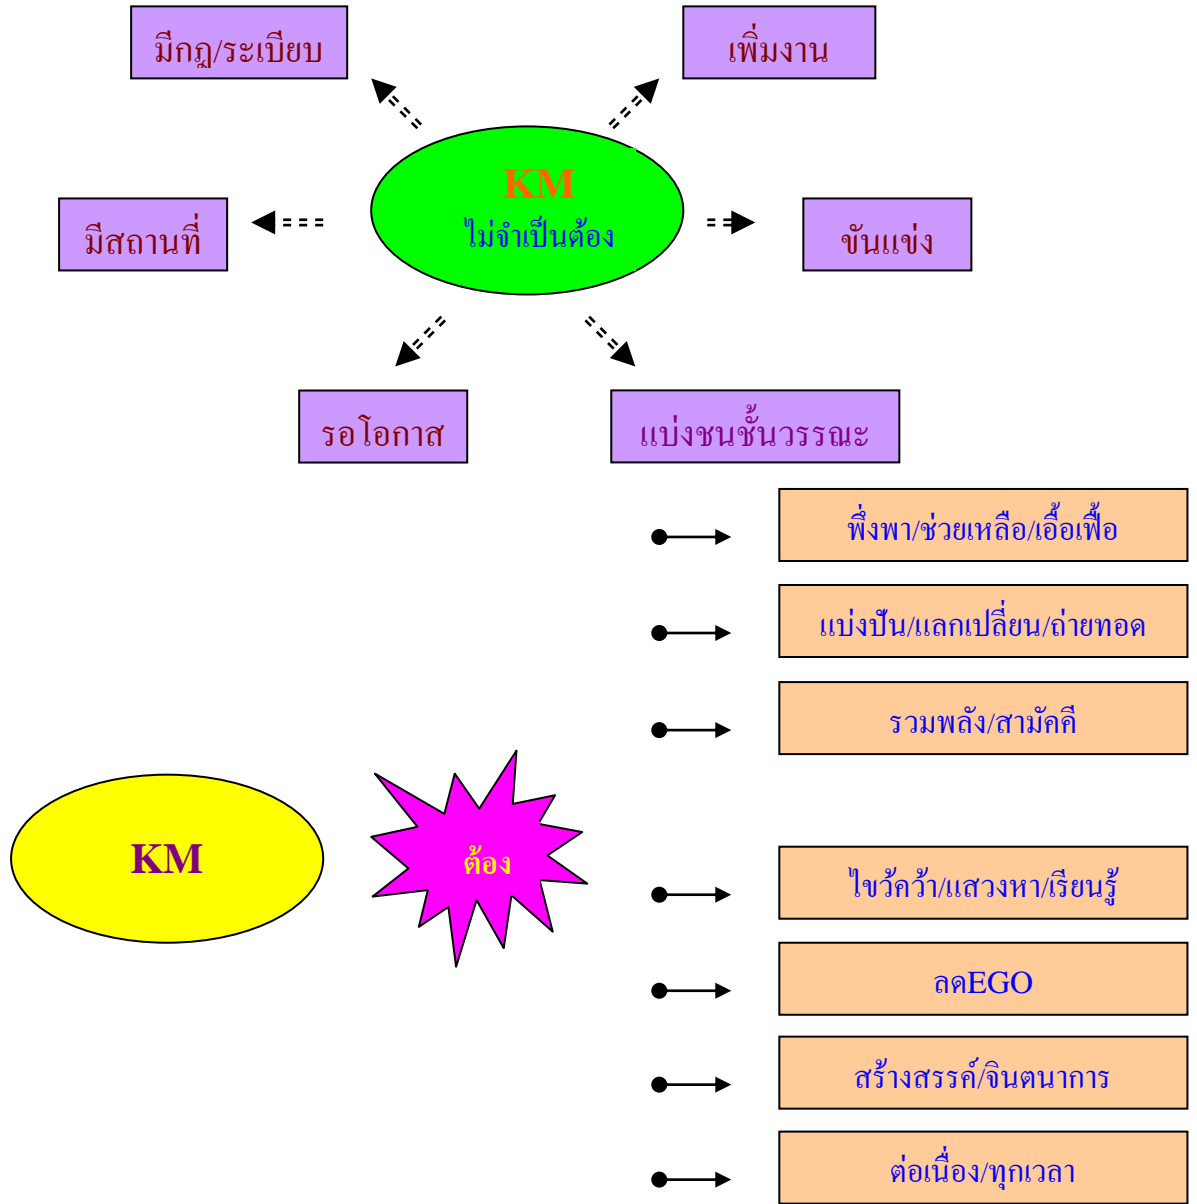 มีกฎ/ระเบียบ
เพิ่มงาน
KM
ไม่จำเป็นต้อง
มีสถานที่
ขันแข่ง
รอโอกาส
แบ่งชนชั้นวรรณะ
พึ่งพา/ช่วยเหลือ/เอื้อเฟื้อ
แบ่งปัน/แลกเปลี่ยน/ถ่ายทอด
รวมพลัง/สามัคคี
KM
ต้อง
ไขว้คว้า/แสวงหา/เรียนรู้
ลดEGO
สร้างสรรค์/จินตนาการ
ต่อเนื่อง/ทุกเวลา